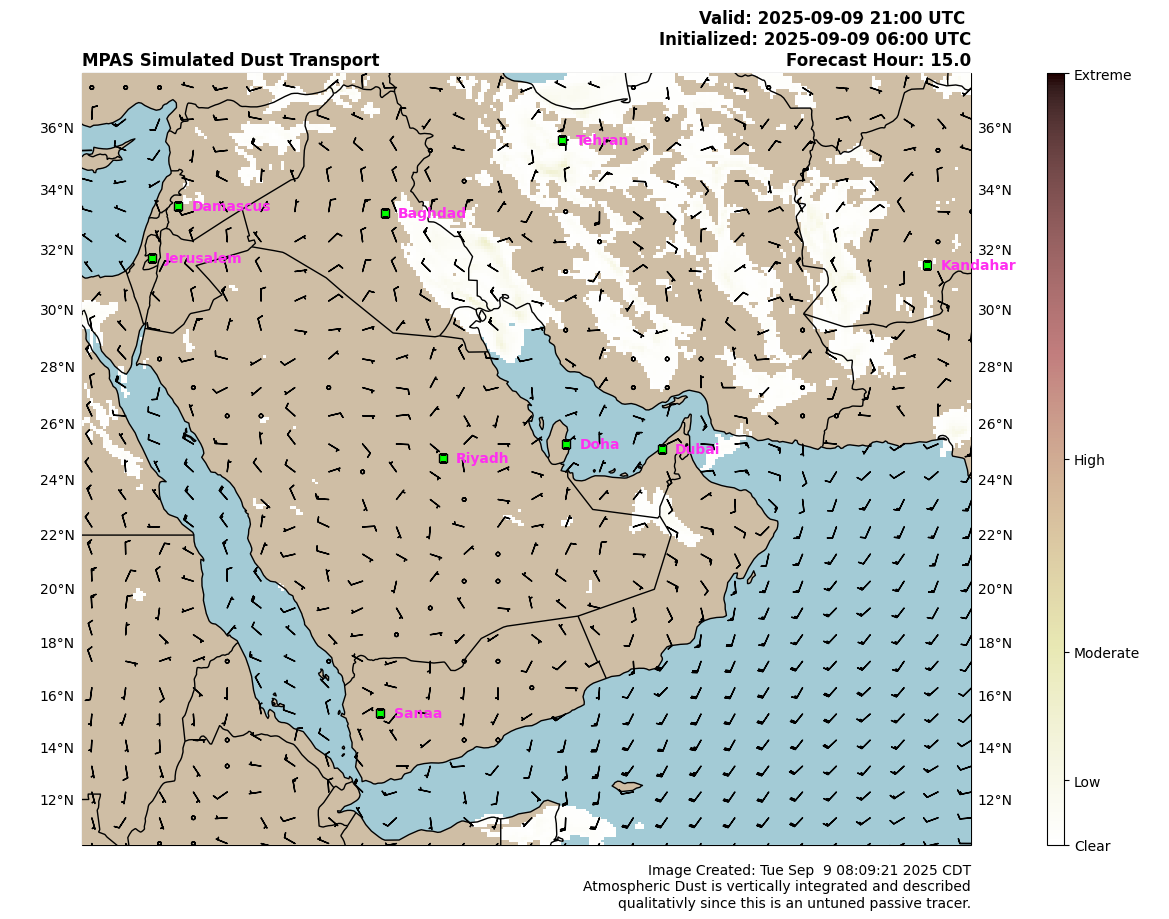 Valid: 2025-09-09 21:00 UTC
Initialized: 2025-09-09 06:00 UTC
MPAS Simulated Dust Transport
Forecast Hour: 15.0
Extreme
36°N
36°N
Tehran
34°N
34°N
Damascus
Baghdad
32°N
32°N
Jerusalem
Kandahar
30°N
30°N
28°N
28°N
26°N
26°N
Doha
Dubai
Riyadh
High
24°N
24°N
22°N
22°N
20°N
20°N
18°N
18°N
Moderate
16°N
16°N
Sanaa
14°N
14°N
Low
12°N
12°N
Clear
Image Created: Tue Sep  9 08:09:21 2025 CDT
Atmospheric Dust is vertically integrated and described
qualitativly since this is an untuned passive tracer.